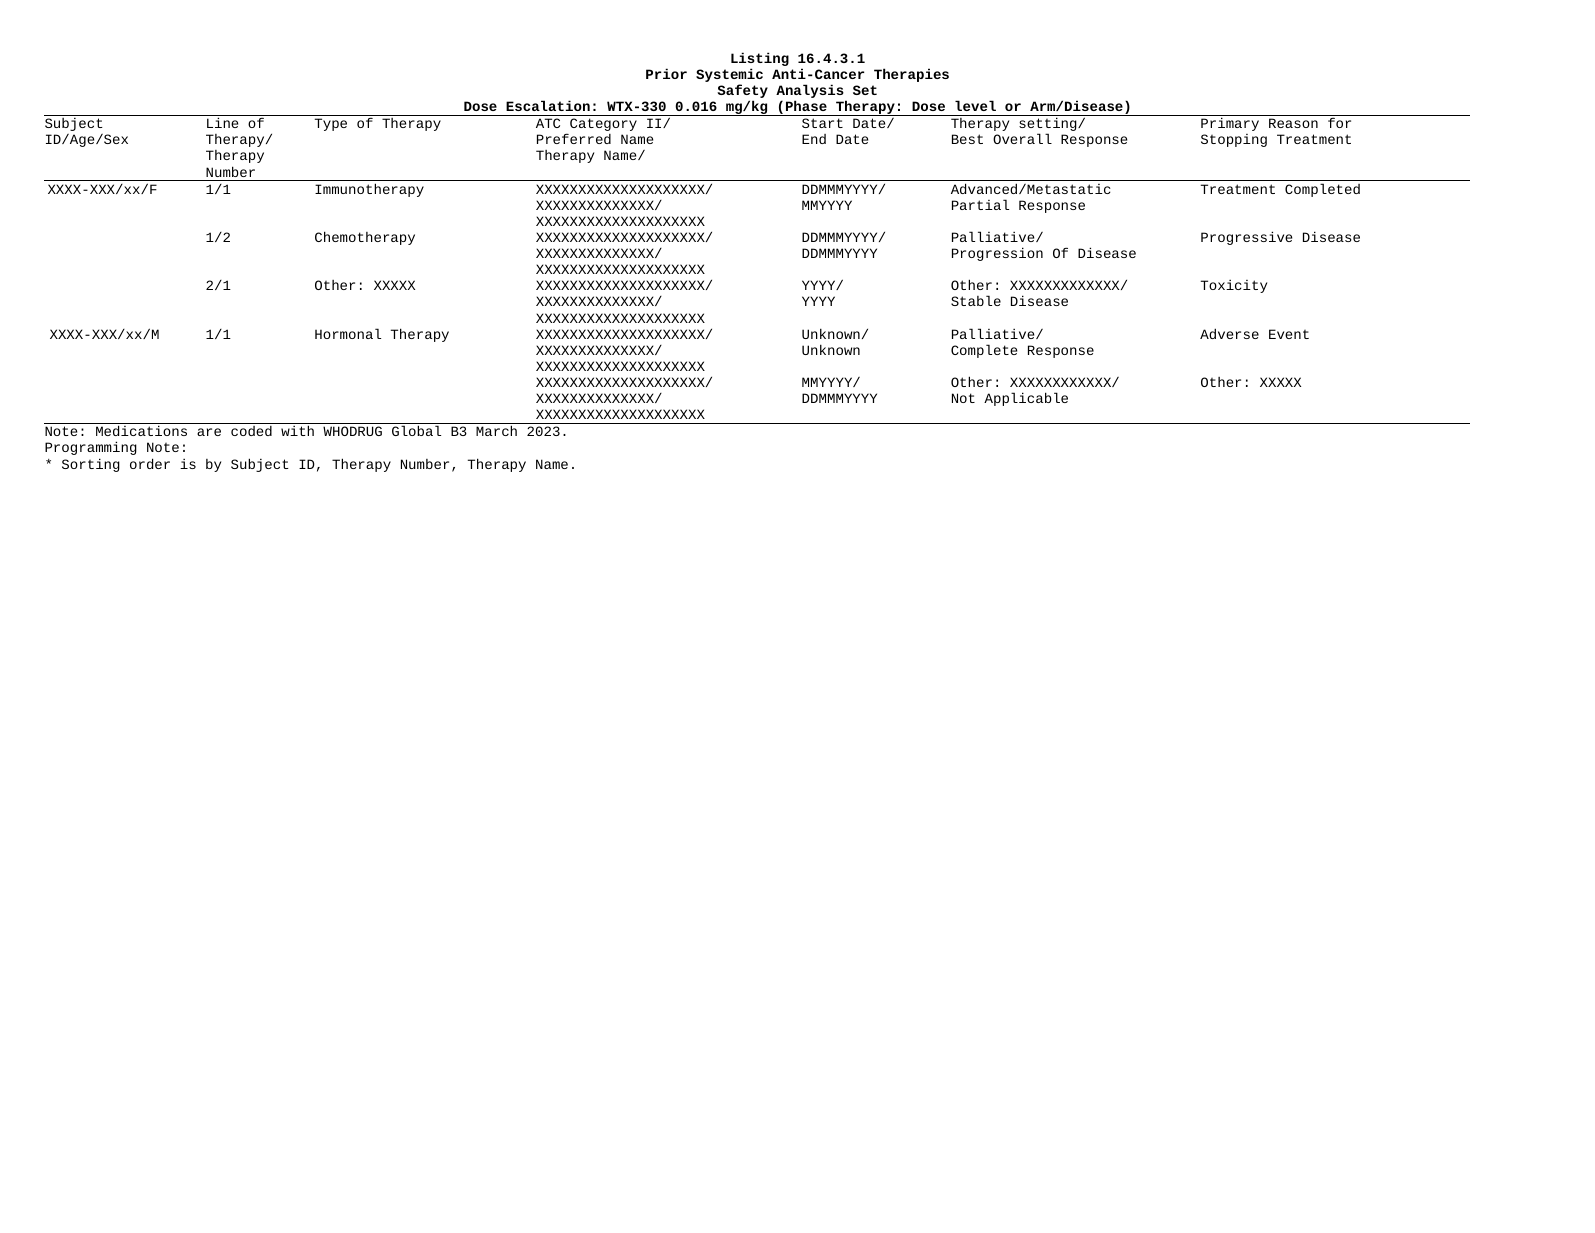 Listing 16.4.3.1
Prior Systemic Anti-Cancer Therapies
Safety Analysis Set
Dose Escalation: WTX-330 0.016 mg/kg (Phase Therapy: Dose level or Arm/Disease)
Subject Line of Type of Therapy ATC Category II/ Start Date/ Therapy setting/ Primary Reason for
ID/Age/Sex Therapy/ Preferred Name End Date Best Overall Response Stopping Treatment
Therapy Therapy Name/
Number
XXXX-XXX/xx/F 1/1 Immunotherapy XXXXXXXXXXXXXXXXXXXX/ DDMMMYYYY/ Advanced/Metastatic Treatment Completed
XXXXXXXXXXXXXX/ MMYYYY Partial Response
XXXXXXXXXXXXXXXXXXXX
1/2 Chemotherapy XXXXXXXXXXXXXXXXXXXX/ DDMMMYYYY/ Palliative/ Progressive Disease
XXXXXXXXXXXXXX/ DDMMMYYYY Progression Of Disease
XXXXXXXXXXXXXXXXXXXX
2/1 Other: XXXXX XXXXXXXXXXXXXXXXXXXX/ YYYY/ Other: XXXXXXXXXXXXX/ Toxicity
XXXXXXXXXXXXXX/ YYYY Stable Disease
XXXXXXXXXXXXXXXXXXXX
XXXX-XXX/xx/M 1/1 Hormonal Therapy XXXXXXXXXXXXXXXXXXXX/ Unknown/ Palliative/ Adverse Event
XXXXXXXXXXXXXX/ Unknown Complete Response
XXXXXXXXXXXXXXXXXXXX
XXXXXXXXXXXXXXXXXXXX/ MMYYYY/ Other: XXXXXXXXXXXX/ Other: XXXXX
XXXXXXXXXXXXXX/ DDMMMYYYY Not Applicable
XXXXXXXXXXXXXXXXXXXX
Note: Medications are coded with WHODRUG Global B3 March 2023.
Programming Note:
* Sorting order is by Subject ID, Therapy Number, Therapy Name.